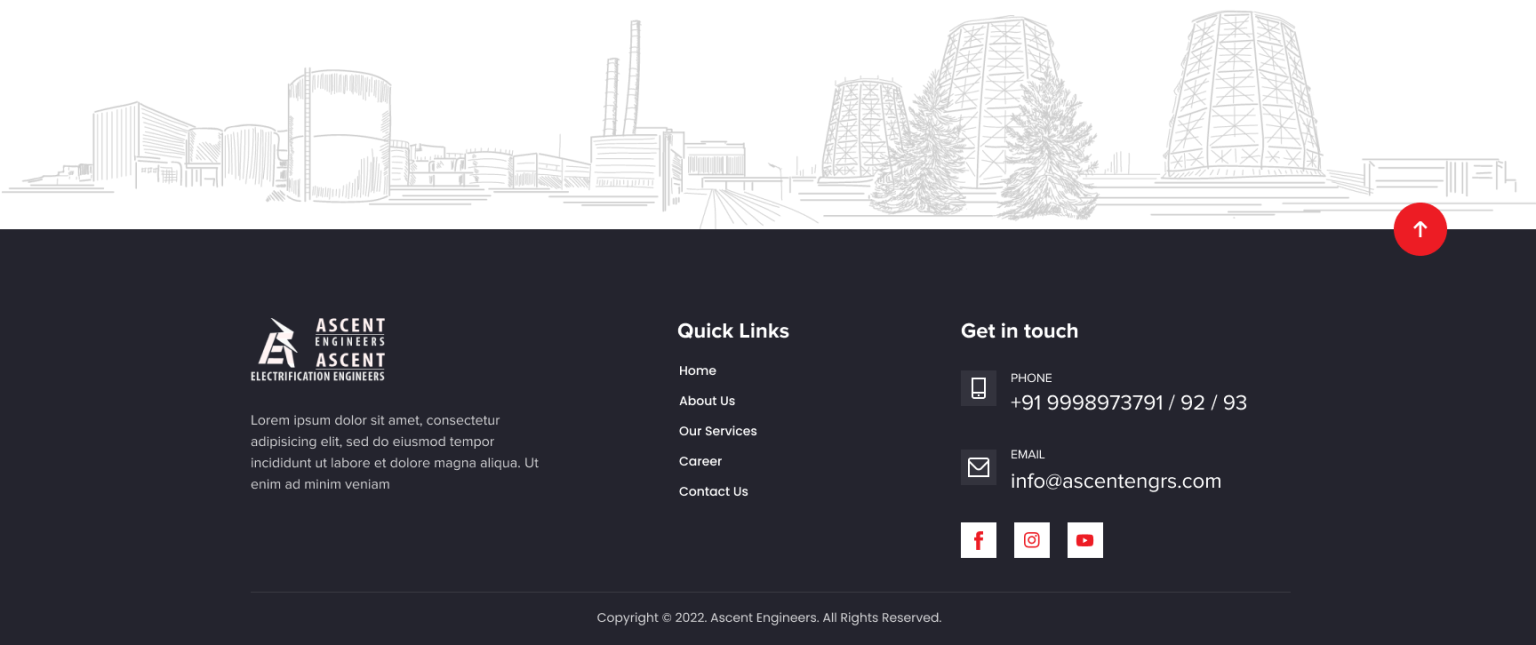 ASCENT
ENGINEERS
ASCENT
ELECTRIFICATION ENGINEERS
Lorem ipsum dolor sit amet, consectetur
adipisicing elit, sed do eiusmod tempor
incididunt ut labore et dolore magna aliqua. Ut
enim ad minim veniam
Quick Links
Home
About Us
Our Services
Career
Contact Us
Get in touch
PHONE
+91 9998973791 / 92 / 93
EMAIL
info@ascentengrs.com
Copyright © 2022. Ascent Engineers. All Rights Reserved.